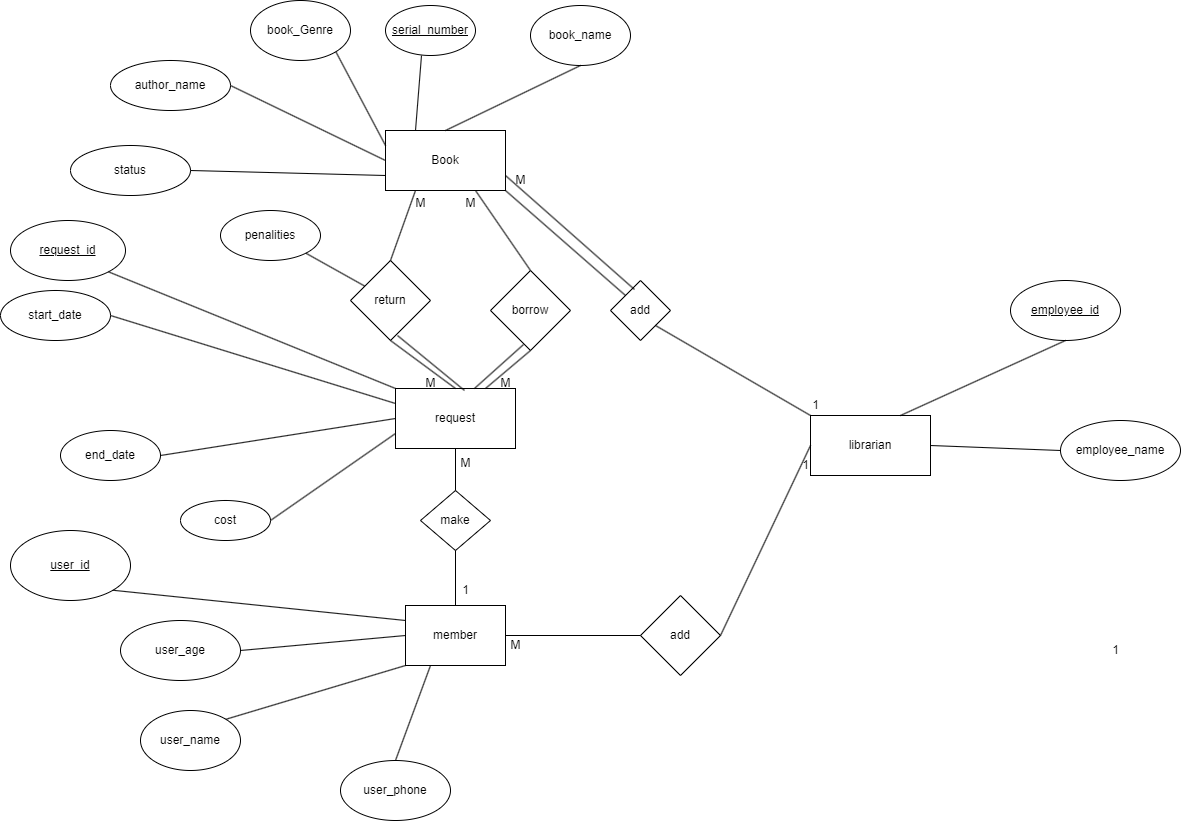 book_Genre
serial_number
book_name
author_name
Book
status
M
M
M
penalities
request_id
return
borrow
add
start_date
employee_id
M
M
1
request
librarian
end_date
employee_name
M
1
cost
make
user_id
1
member
add
M
user_age
1
user_name
user_phone